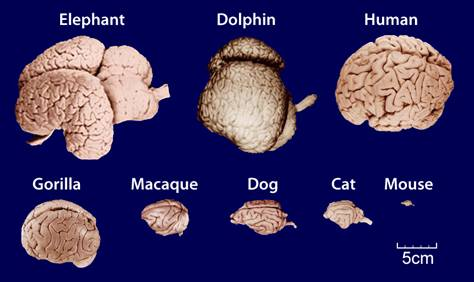 Elephant
Dolphin
Human
Gorilla
Macaque
Dog
Cat
Mouse
5cm